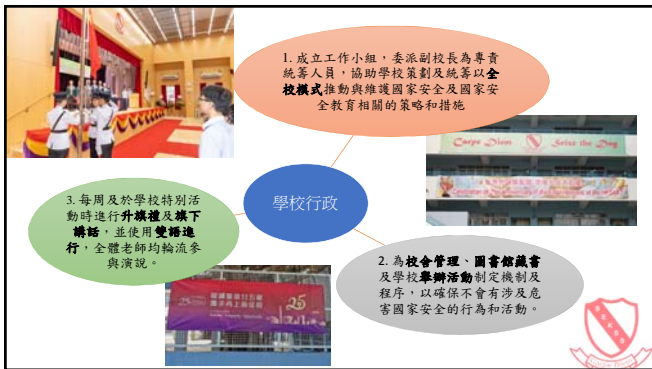 1. 成立工作小組，委派副校長為專責
統籌人員，協助學校策劃及統籌以全
校模式推動與維護國家安全及國家安
全教育相關的策略和措施
Carpe Diem
Seize the Day
3. 每周及於學校特別活
動時進行升旗禮及旗下
講話，並使用雙語進
行，全體老師均輪流參
與演說。
學校行政
2. 為校舍管理、圖書館藏書
及學校舉辦活動制定機制及
程序，以確保不會有涉及危
害國家安全的行為和活動。
25